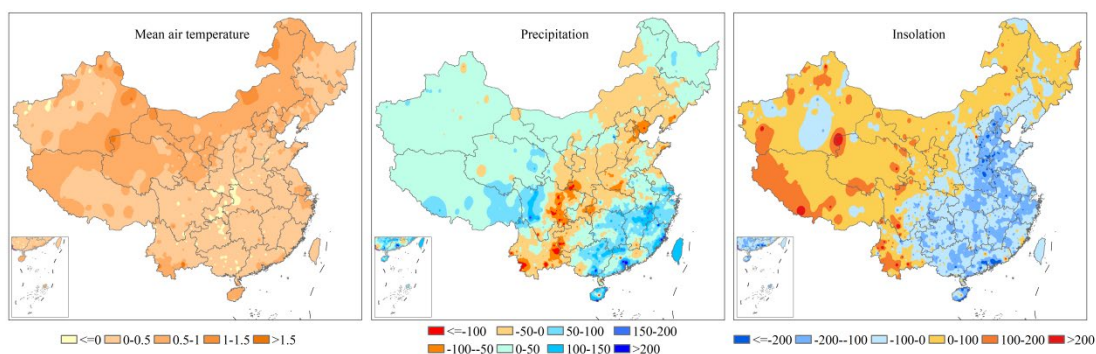 Mean air temperature
Precipitation
Insolation
<=0 0-0.5 0.5-1 1-1.5 >1.5
<=-100 -50-0 50-100 150-200
-100--50 0-50 100-150 >200
<=-200 -200--100 -100-0 0-100 100-200 >200